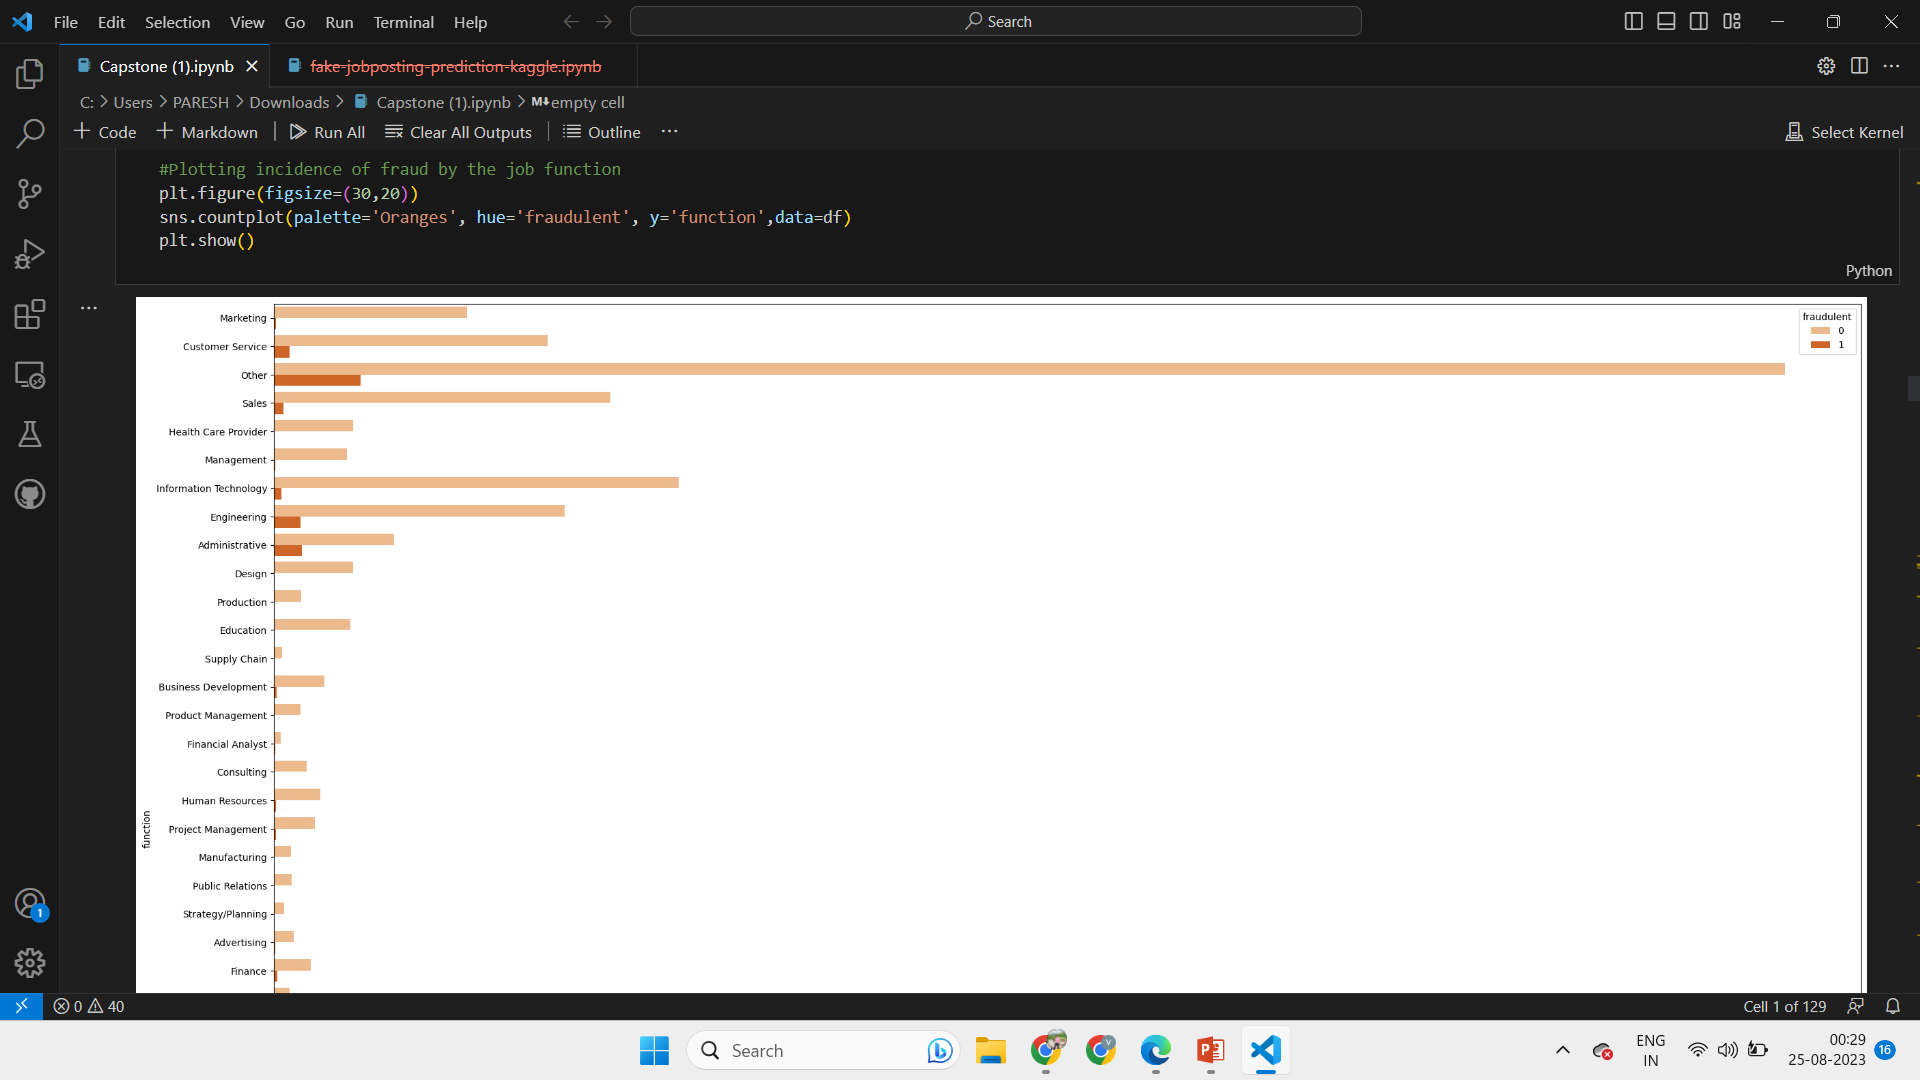 File Edit Selection View Go Run Terminal Help Search
Capstone (1).ipynb fake-jobposting-prediction-kaggle.ipynb
C: > Users > PARESH > Downloads > Capstone (1).ipynb > M↓empty cell
+ Code + Markdown | Run All Clear All Outputs | Outline ... Select Kernel
#Plotting incidence of fraud by the job function
plt.figure(figsize=(30,20))
sns.countplot(palette='Oranges', hue='fraudulent', y='function',data=df)
plt.show()
Python
fraudulent
0
1
Marketing
Customer Service
Other
Sales
Health Care Provider
Management
Information Technology
Engineering
Administrative
Design
Production
Education
Supply Chain
Business Development
Product Management
Financial Analyst
Consulting
Human Resources
Project Management
Manufacturing
Public Relations
Strategy/Planning
Advertising
Finance
function
1
0 40 Cell 1 of 129
Search
ENG
IN
00:29
25-08-2023
16